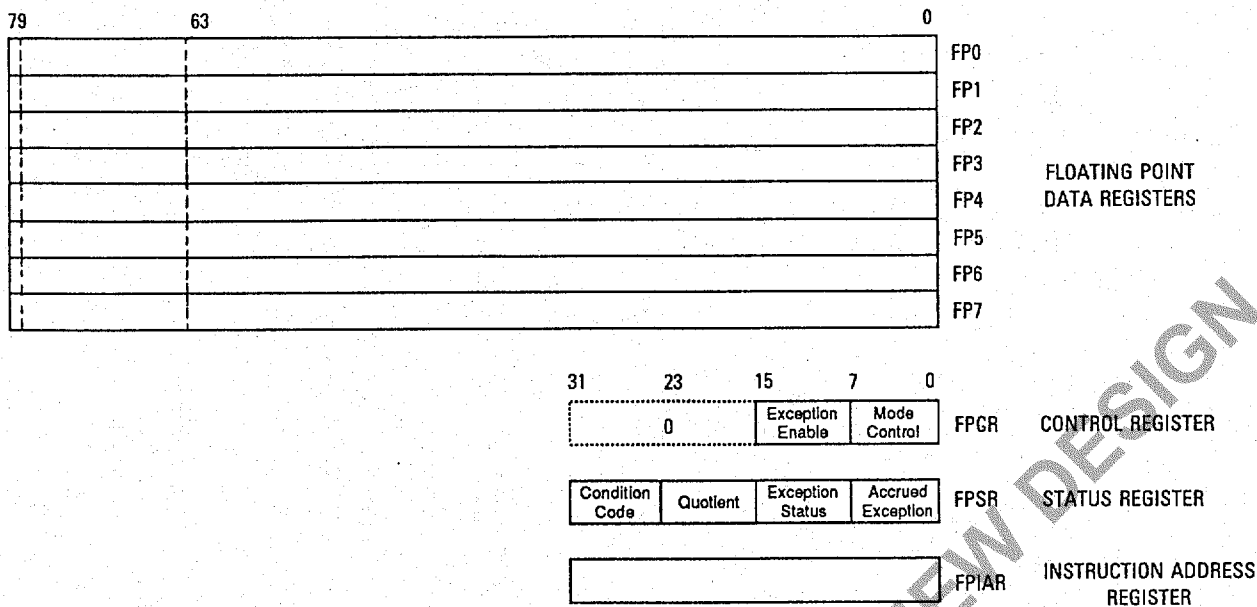 79 63 0
FP0
FP1
FP2
FP3
FP4
FP5
FP6
FP7
FLOATING POINT
DATA REGISTERS
31 23 15 7 0
0
Exception
Enable
Mode
Control
FPCR
CONTROL REGISTER
Condition
Code
Quotient
Exception
Status
Accrued
Exception
FPSR
STATUS REGISTER
FPIAR
INSTRUCTION ADDRESS
REGISTER
EW DESIGN